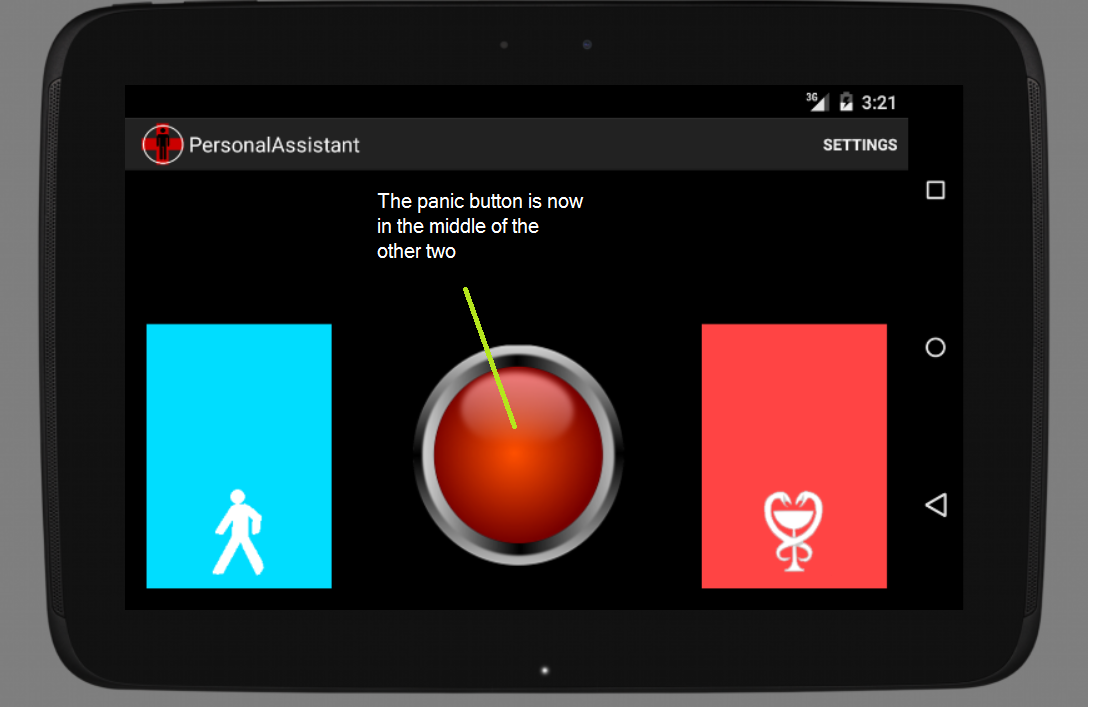 3G 3:21
PersonalAssistant SETTINGS
The panic button is now
in the middle of the
other two